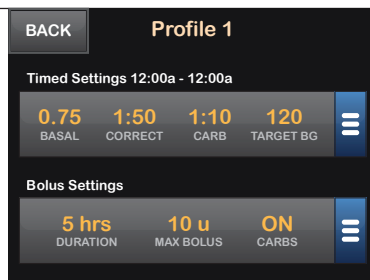 BACK Profile 1
Timed Settings 12:00a - 12:00a
0.75 1:50 1:10 120
BASAL CORRECT CARB TARGET BG
Bolus Settings
5 hrs 10 u ON
DURATION MAX BOLUS CARBS